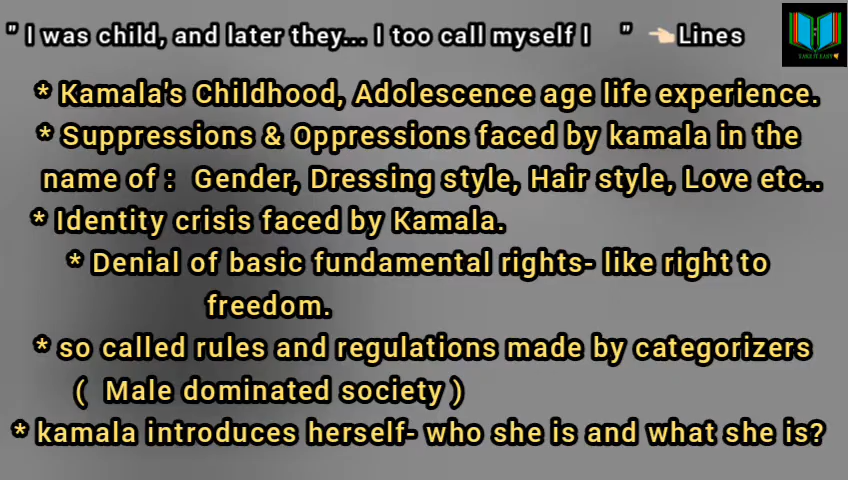 " I was child, and later they... I too call myself I " 👈🏻Lines
* Kamala's Childhood, Adolescence age life experience.
* Suppressions & Oppressions faced by kamala in the
name of : Gender, Dressing style, Hair style, Love etc..
* Identity crisis faced by Kamala.
* Denial of basic fundamental rights- like right to
freedom.
* so called rules and regulations made by categorizers
( Male dominated society )
* kamala introduces herself- who she is and what she is?